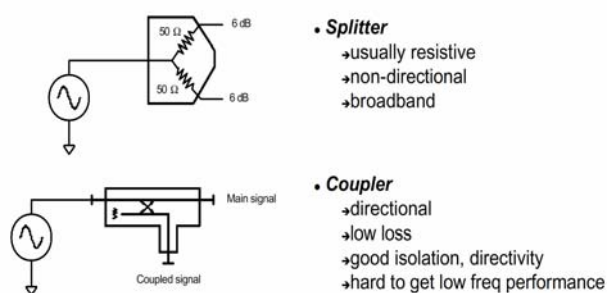 50 Ω
6 dB
50 Ω
6 dB
• Splitter
→usually resistive
→non-directional
→broadband
Main signal
Coupled signal
• Coupler
→directional
→low loss
→good isolation, directivity
→hard to get low freq performance